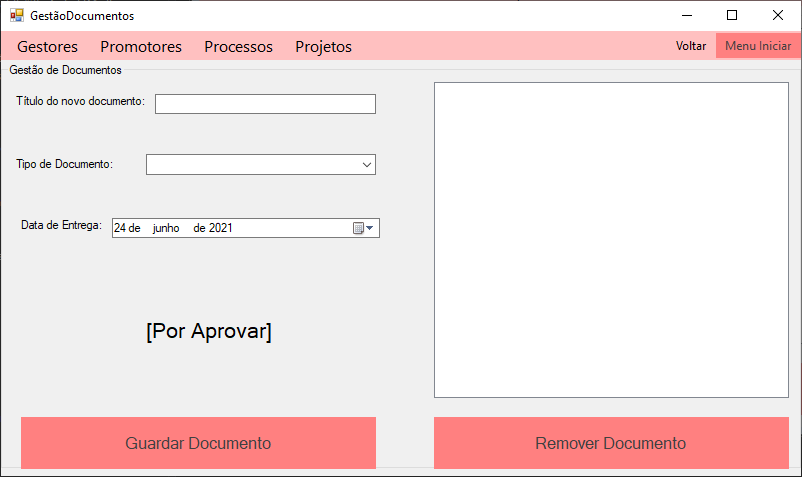 GestãoDocumentos
Gestores Promotores Processos Projetos Voltar Menu Iniciar
Gestão de Documentos
Título do novo documento:
Tipo de Documento:
Data de Entrega: 24 de junho de 2021
[Por Aprovar]
Guardar Documento Remover Documento